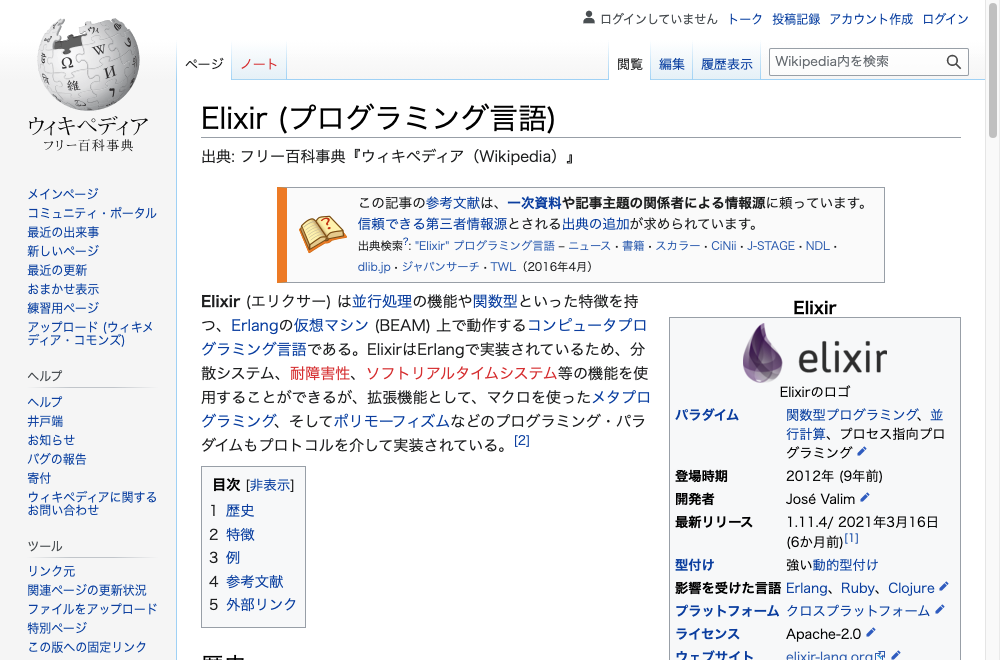 ログインしていません トーク 投稿記録 アカウント作成 ログイン
ページ ノート 閲覧 編集 履歴表示 Wikipedia内を検索
ウィキペディア
フリー百科事典
メインページ
コミュニティ・ポータル
最近の出来事
新しいページ
最近の更新
おまかせ表示
練習用ページ
アップロード (ウィキメ
ディア・コモンズ)
ヘルプ
ヘルプ
井戸端
お知らせ
バグの報告
寄付
ウィキペディアに関する
お問い合わせ
ツール
リンク元
関連ページの更新状況
ファイルをアップロード
特別ページ
この版への固定リンク
Elixir (プログラミング言語)
出典: フリー百科事典『ウィキペディア（Wikipedia）』
この記事の参考文献は、一次資料や記事主題の関係者による情報源に頼っています。
信頼できる第三者情報源とされる出典の追加が求められています。
出典検索?: "Elixir" プログラミング言語 – ニュース・書籍・スカラー・CiNii・J-STAGE・NDL・
dlib.jp・ジャパンサーチ・TWL（2016年4月）
Elixir (エリクサー) は並行処理の機能や関数型といった特徴を持
つ、Erlangの仮想マシン (BEAM) 上で動作するコンピュータプロ
グラミング言語である。ElixirはErlangで実装されているため、分
散システム、耐障害性、ソフトリアルタイムシステム等の機能を使
用することができるが、拡張機能として、マクロを使ったメタプロ
グラミング、そしてポリモーフィズムなどのプログラミング・パラ
ダイムもプロトコルを介して実装されている。[2]
目次 [非表示]
1 歴史
2 特徴
3 例
4 参考文献
5 外部リンク
歴史
Elixir
elixir
Elixirのロゴ
パラダイム 関数型プログラミング、並
行計算、プロセス指向プロ
グラミング
登場時期 2012年 (9年前)
開発者 José Valim
最新リリース 1.11.4/ 2021年3月16日
(6か月前)[1]
型付け 強い動的型付け
影響を受けた言語 Erlang、Ruby、Clojure
プラットフォーム クロスプラットフォーム
ライセンス Apache-2.0
ウェブサイト elixir-lang.org